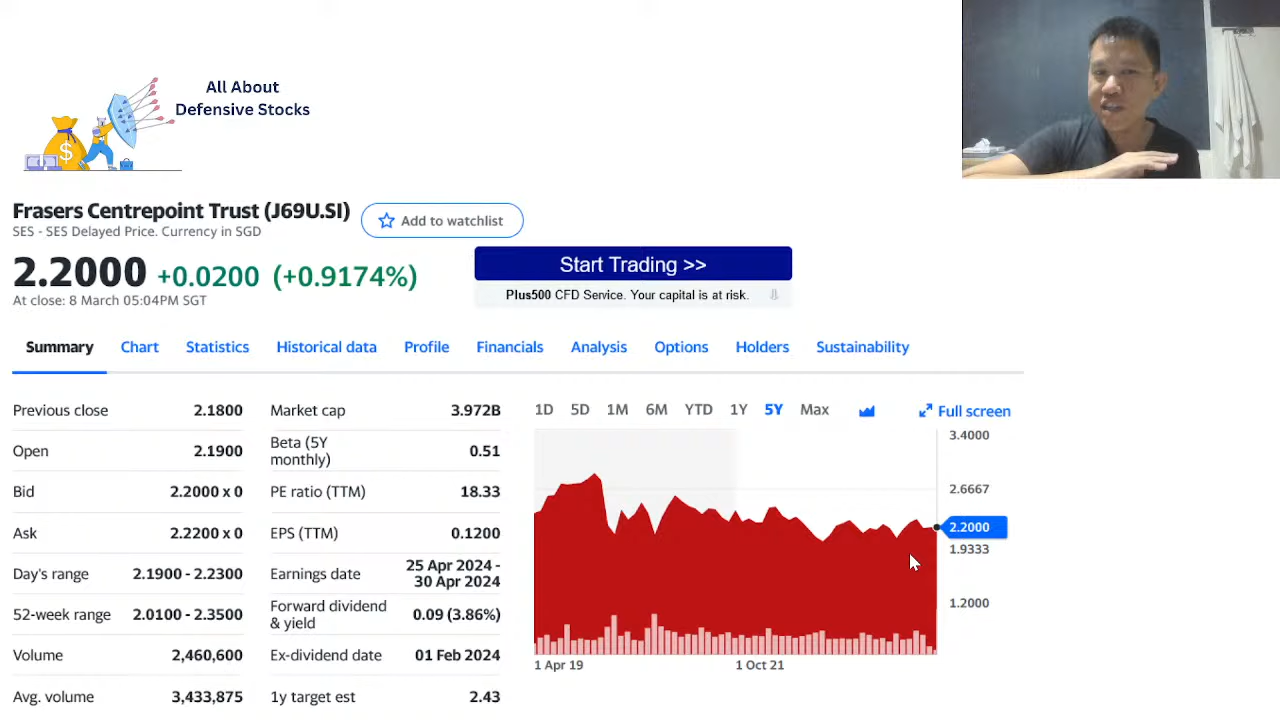 All About
Defensive Stocks
$
Frasers Centrepoint Trust (J69U.SI)
Add to watchlist
SES - SES Delayed Price. Currency in SGD
2.2000 +0.0200 (+0.9174%)
At close: 8 March 05:04PM SGT
Start Trading >>
Plus500 CFD Service. Your capital is at risk.
Summary Chart Statistics Historical data Profile Financials Analysis Options Holders Sustainability
Previous close 2.1800
Open 2.1900
Bid 2.2000 x 0
Ask 2.2200 x 0
Day's range 2.1900 - 2.2300
52-week range 2.0100 - 2.3500
Volume 2,460,600
Avg. volume 3,433,875
Market cap 3.972B
Beta (5Y
monthly) 0.51
PE ratio (TTM) 18.33
EPS (TTM) 0.1200
Earnings date 25 Apr 2024 -
30 Apr 2024
Forward dividend
& yield 0.09 (3.86%)
Ex-dividend date 01 Feb 2024
1y target est 2.43
1D 5D 1M 6M YTD 1Y 5Y Max Full screen
3.4000
2.6667
2.2000
1.9333
1.2000
1 Apr 19 1 Oct 21